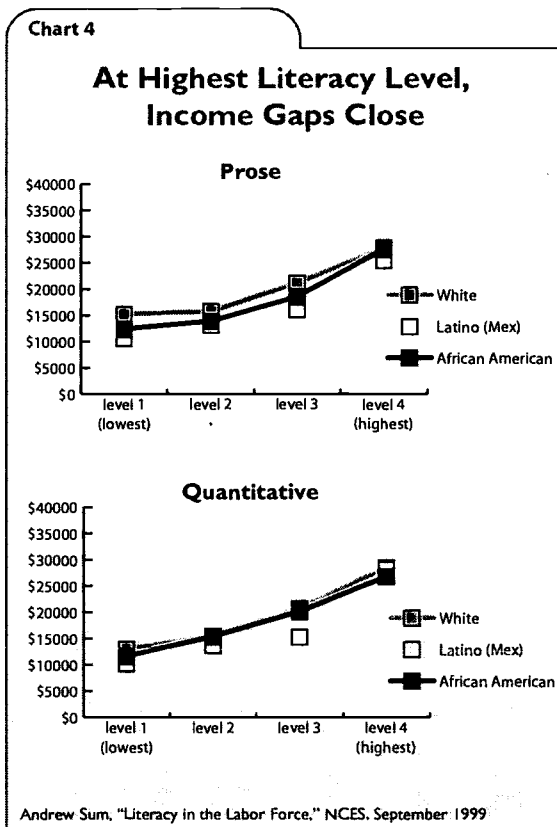 Chart 4
At Highest Literacy Level,
Income Gaps Close
Prose
$40000
$35000
$30000
$25000
$20000
$15000
$10000
$5000
$0
level 1
(lowest)
level 2
level 3
level 4
(highest)
White
Latino (Mex)
African American
Quantitative
$40000
$35000
$30000
$25000
$20000
$15000
$10000
$5000
$0
level 1
(lowest)
level 2
level 3
level 4
(highest)
White
Latino (Mex)
African American
Andrew Sum, "Literacy in the Labor Force," NCES, September 1999